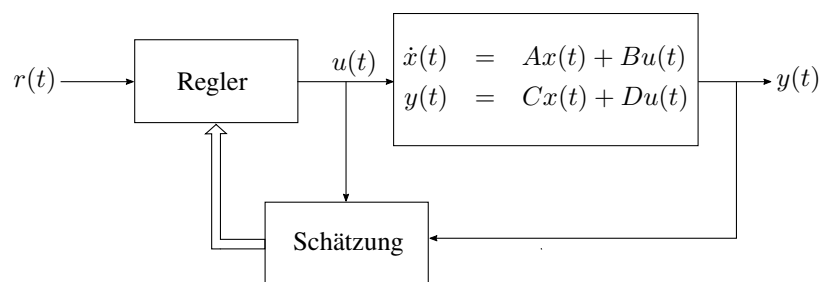 r(t)
Regler
u(t)
ẋ(t) = Ax(t) + Bu(t)
y(t) = Cx(t) + Du(t)
y(t)
Schätzung